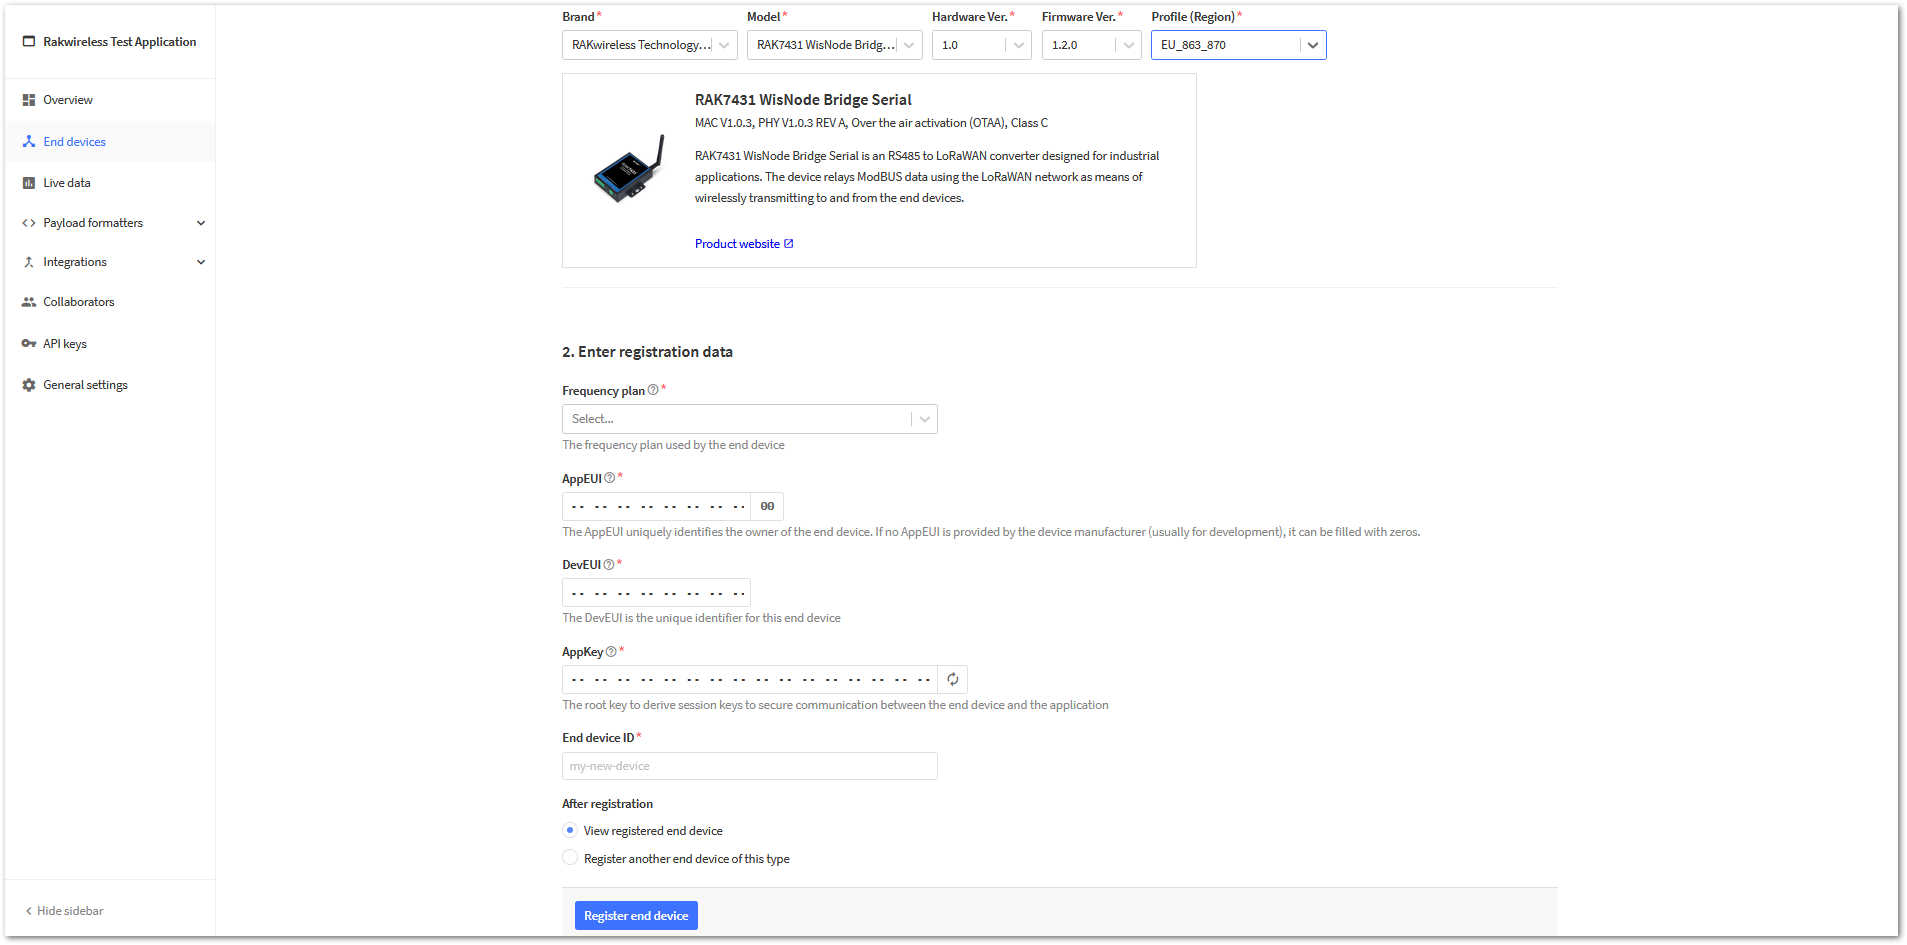 Rakwireless Test Application
Overview
End devices
Live data
Payload formatters
Integrations
Collaborators
API keys
General settings
Hide sidebar
Brand* Model* Hardware Ver.* Firmware Ver.* Profile (Region)*
RAKwireless Technology... RAK7431 WisNode Bridg... 1.0 1.2.0 EU_863_870
RAK7431 WisNode Bridge Serial
MAC V1.0.3, PHY V1.0.3 REV A, Over the air activation (OTAA), Class C
RAK7431 WisNode Bridge Serial is an RS485 to LoRaWAN converter designed for industrial
applications. The device relays ModBUS data using the LoRaWAN network as means of
wirelessly transmitting to and from the end devices.
Product website
2. Enter registration data
Frequency plan*
Select...
The frequency plan used by the end device
AppEUI*
-- -- -- -- -- -- -- -- 00
The AppEUI uniquely identifies the owner of the end device. If no AppEUI is provided by the device manufacturer (usually for development), it can be filled with zeros.
DevEUI*
-- -- -- -- -- -- -- --
The DevEUI is the unique identifier for this end device
AppKey*
-- -- -- -- -- -- -- -- -- -- -- -- -- -- -- --
The root key to derive session keys to secure communication between the end device and the application
End device ID*
my-new-device
After registration
View registered end device
Register another end device of this type
Register end device